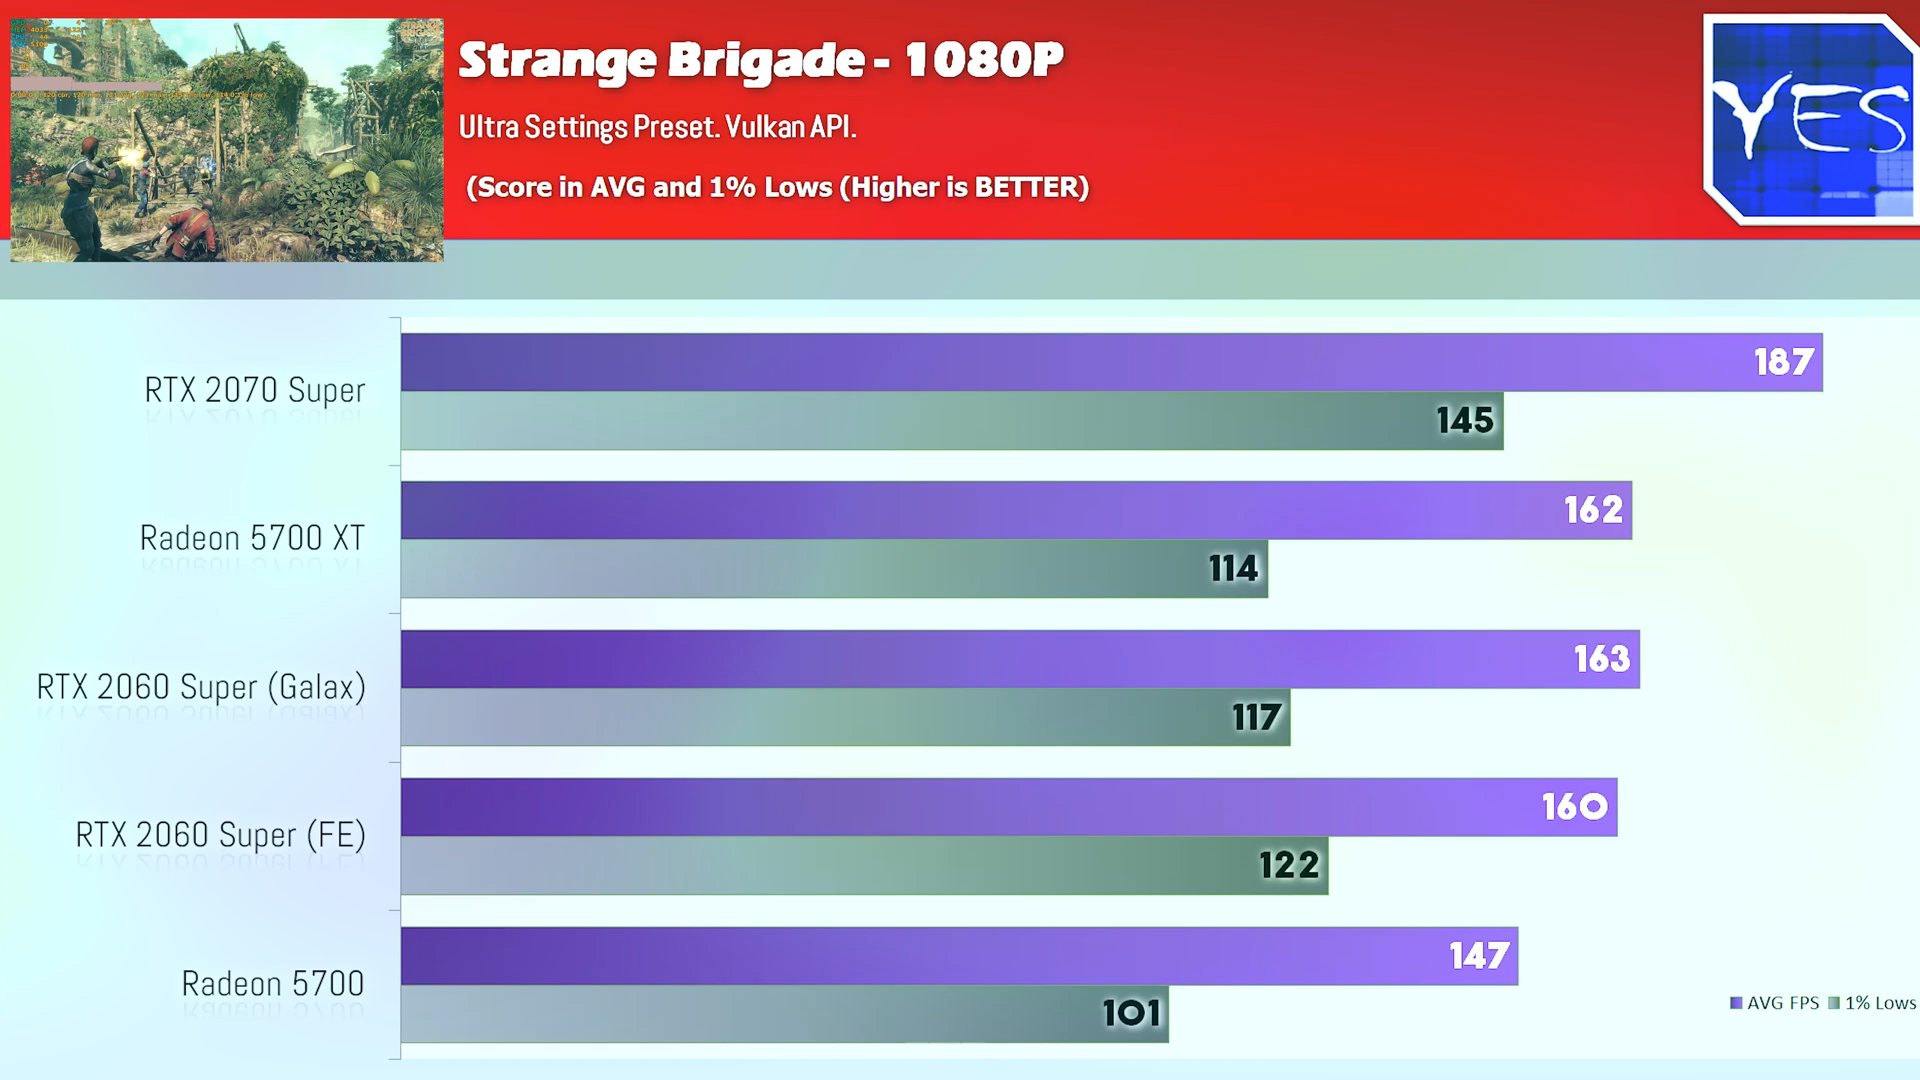 Strange Brigade - 1080P
Ultra Settings Preset. Vulkan API.
(Score in AVG and 1% Lows (Higher is BETTER)
YES
RTX 2070 Super
187
145
Radeon 5700 XT
162
114
RTX 2060 Super (Galax)
163
117
RTX 2060 Super (FE)
160
122
Radeon 5700
147
101
AVG FPS 1% Lows